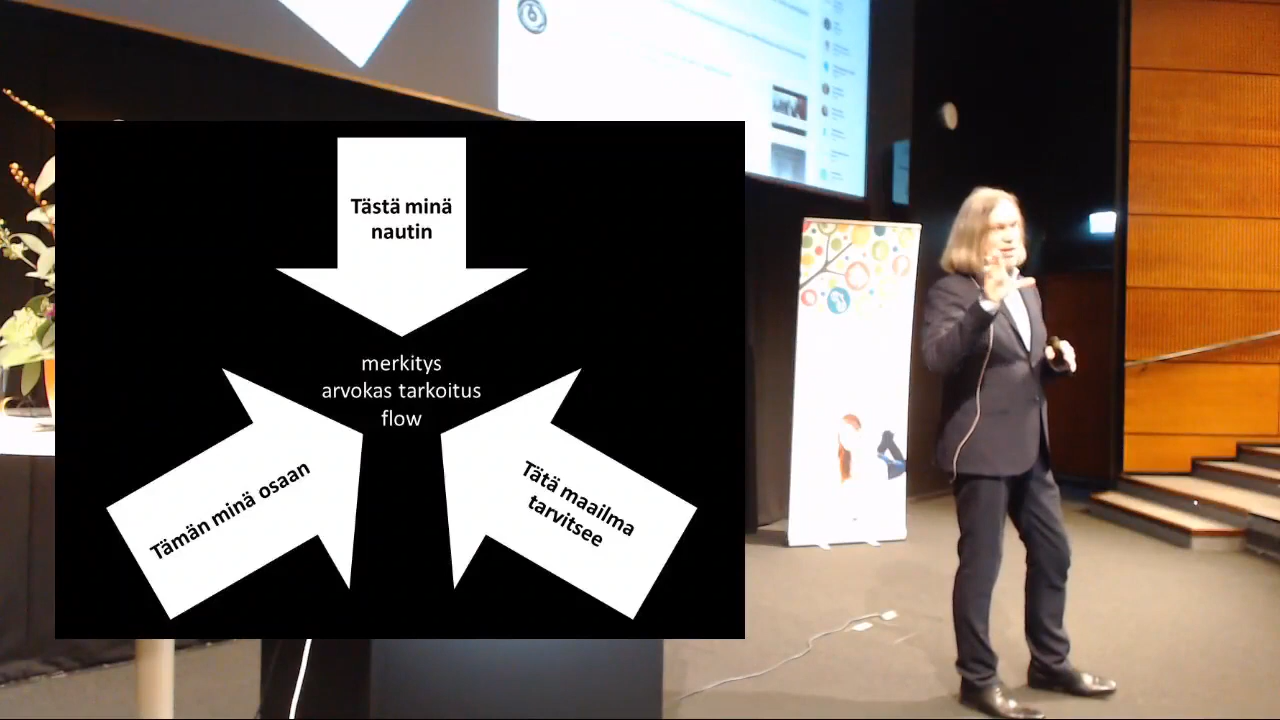 Tästä minä
nautin
merkitys
arvokas tarkoitus
flow
Tämän minä osaan
Tätä maailma
tarvitsee